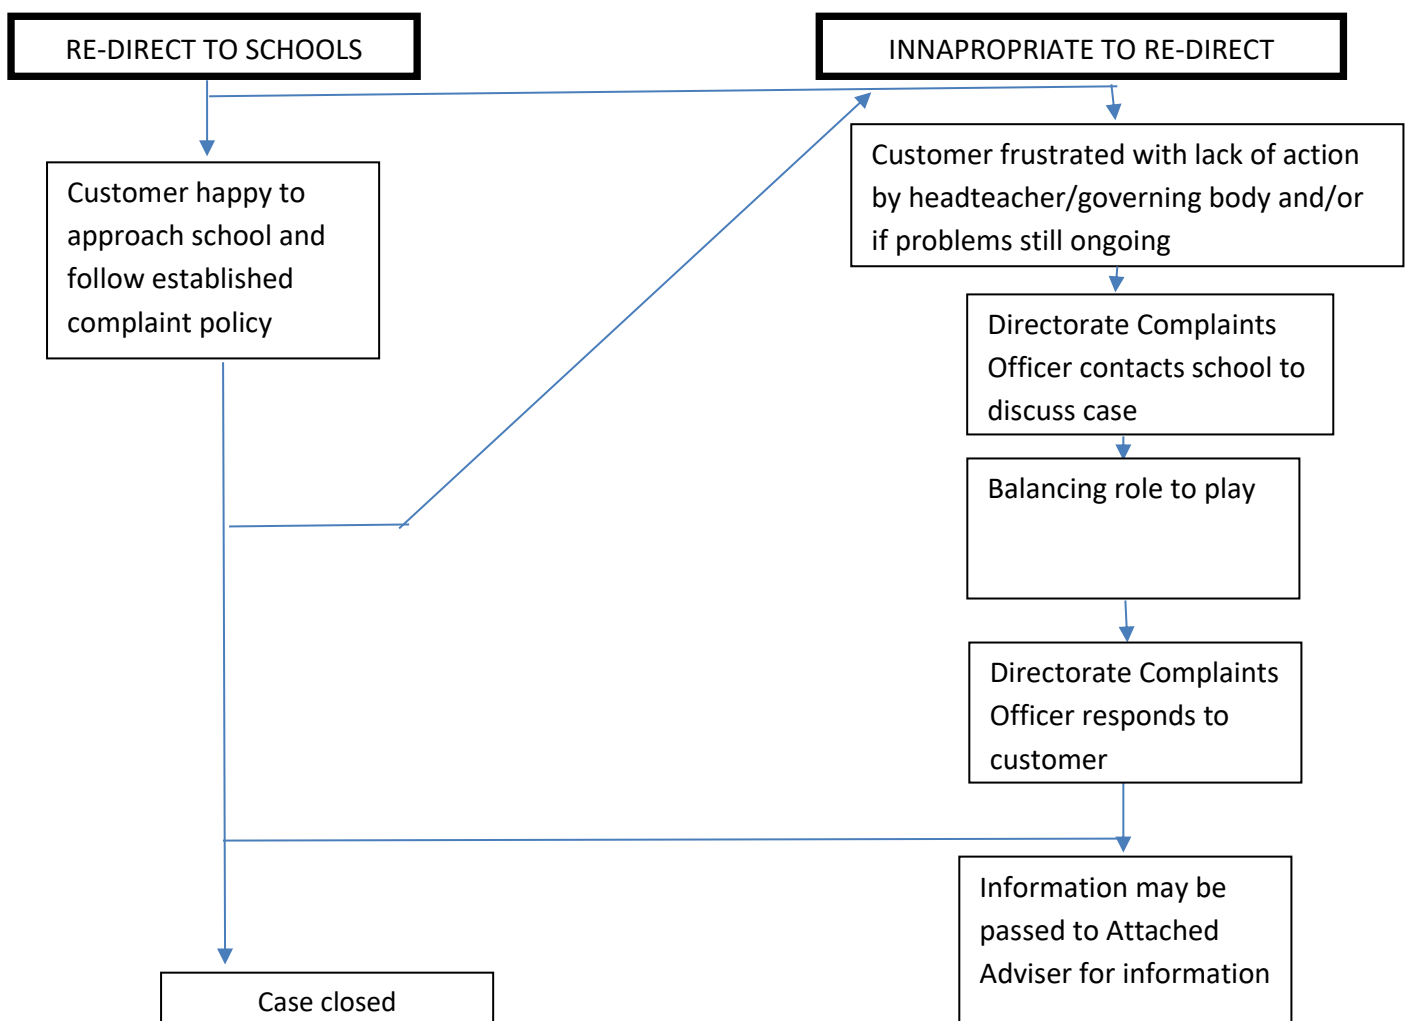 RE-DIRECT TO SCHOOLS
INNAPROPRIATE TO RE-DIRECT
Customer happy to
approach school and
follow established
complaint policy
Customer frustrated with lack of action
by headteacher/governing body and/or
if problems still ongoing
Directorate Complaints
Officer contacts school to
discuss case
Balancing role to play
Directorate Complaints
Officer responds to
customer
Information may be
passed to Attached
Adviser for information
Case closed